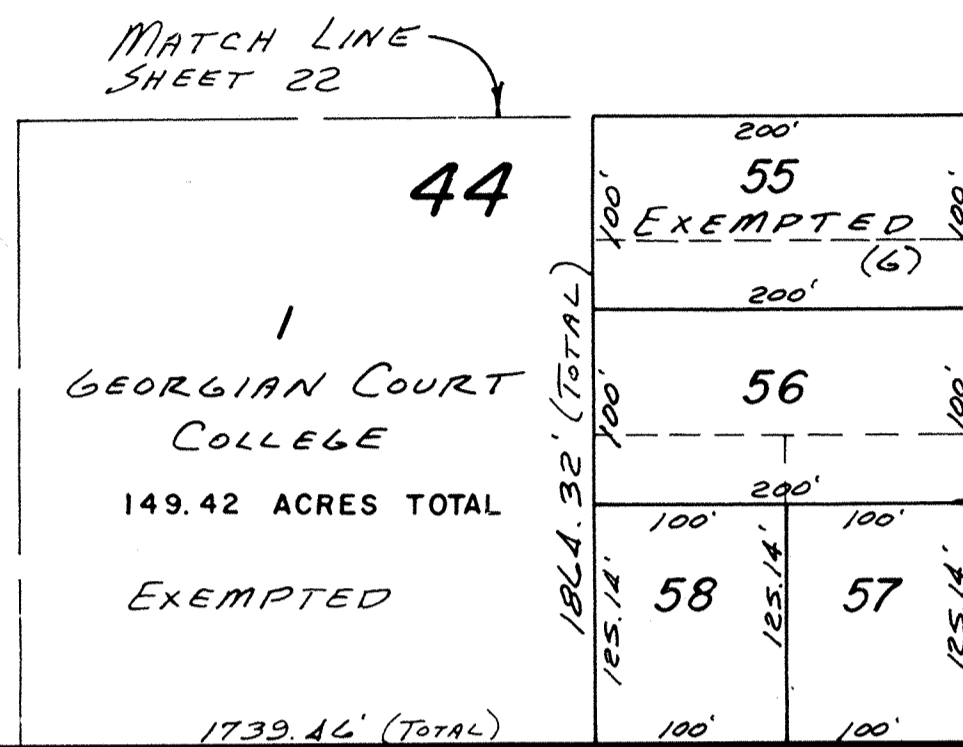 MATCH LINE
SHEET 22
44
1
GEORGIAN COURT
COLLEGE
149.42 ACRES TOTAL
EXEMPTED
1739.46' (TOTAL)
1864.32' (TOTAL)
200'
55
100'
100'
EXEMPTED
(6)
200'
56
100'
100'
200'
100'
100'
58
57
125.14'
125.14'
125.14'
100'
100'